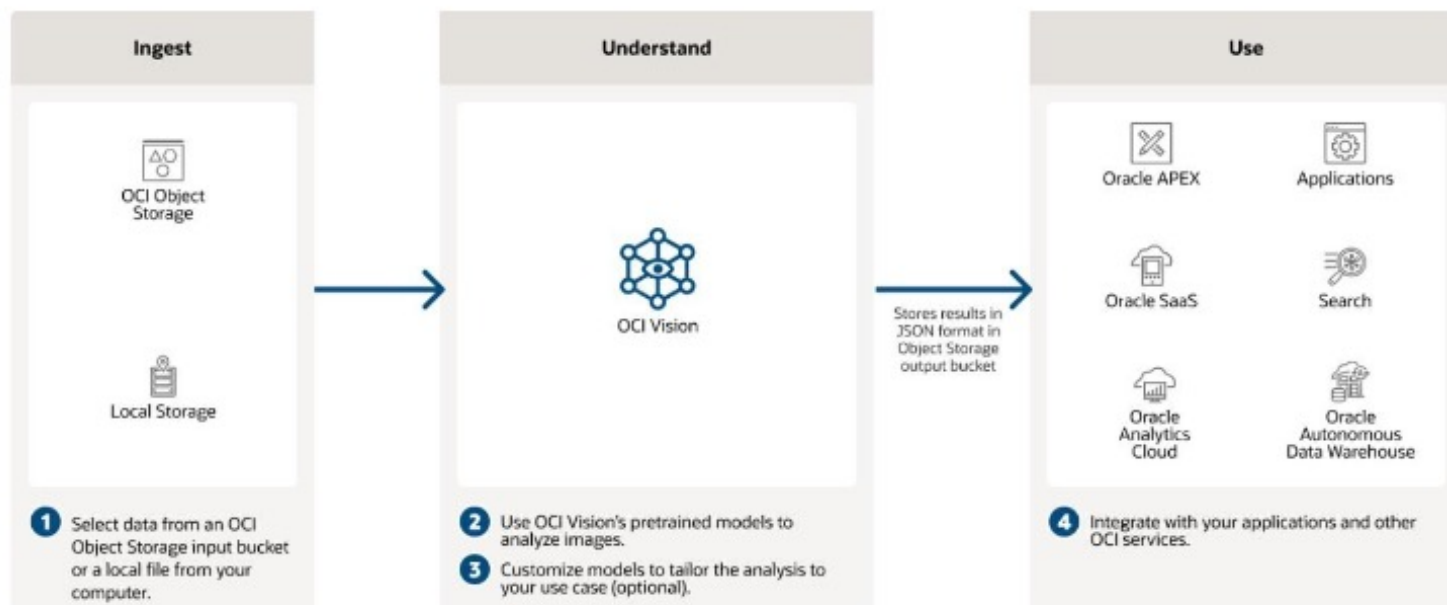 Ingest
OCI Object
Storage
Local Storage
1 Select data from an OCI
Object Storage input bucket
or a local file from your
computer.
Understand
OCI Vision
2 Use OCI Vision's pretrained models to
analyze images.
3 Customize models to tailor the analysis to
your use case (optional).
Stores results in
JSON format in
Object Storage
output bucket
Use
Oracle APEX
Applications
Oracle SaaS
Search
Oracle
Analytics
Cloud
Oracle
Autonomous
Data Warehouse
4 Integrate with your applications and other
OCI services.